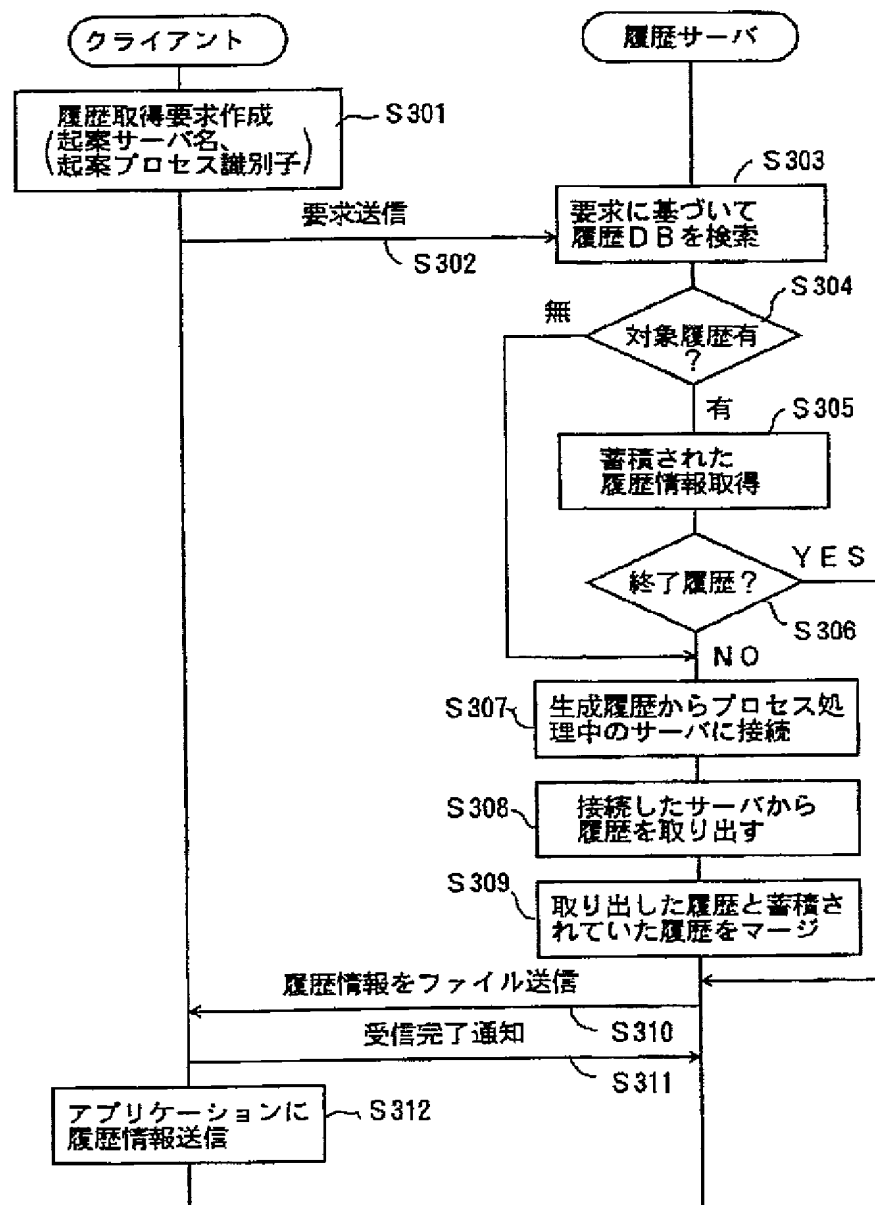 クライアント
履歴サーバ
履歴取得要求作成
(起案サーバ名、
起案プロセス識別子)
S301
要求送信
S302
S303
要求に基づいて
履歴DBを検索
S304
対象履歴有
?
無
有
S305
蓄積された
履歴情報取得
終了履歴?
YES
S306
NO
S307
生成履歴からプロセス処
理中のサーバに接続
S308
接続したサーバから
履歴を取り出す
S309
取り出した履歴と蓄積さ
れていた履歴をマージ
履歴情報をファイル送信
S310
受信完了通知
S311
アプリケーションに
履歴情報送信
S312